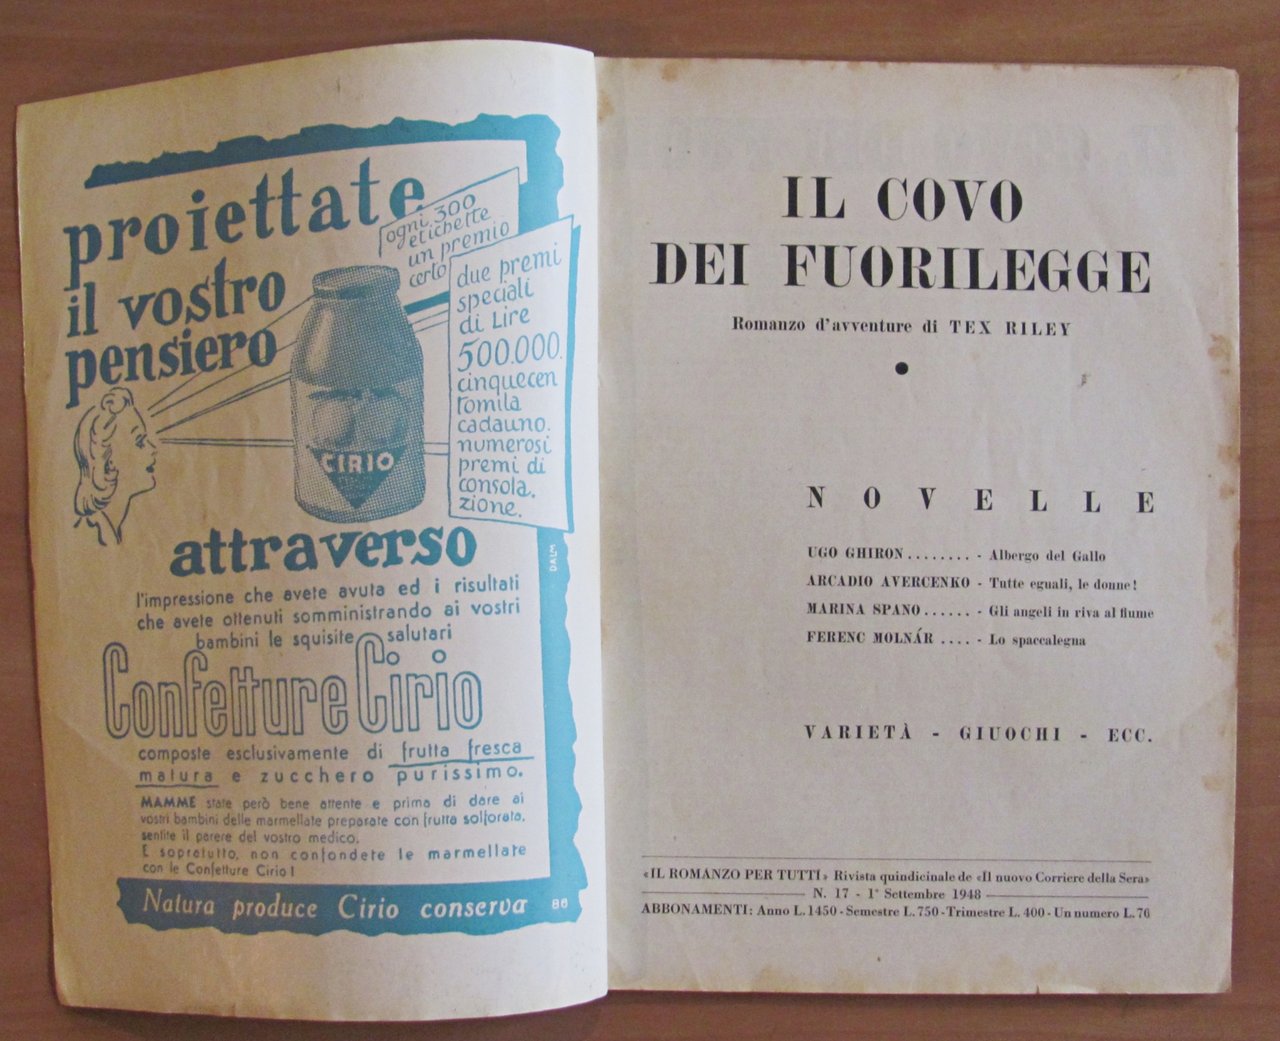 proiettate
il vostro
pensiero
ogni 300
etichette
un premio
certo
due premi
speciali
di Lire
500.000.
cinquecen
tomila
cadauno.
numerosi
premi di
consola.
zione.
CIRIO
attraverso
DALM
l'impressione che avete avuta ed i risultati
che avete ottenuti somministrando ai vostri
bambini le squisite salutari
Confetture Cirio
composte esclusivamente di frutta fresca
matura e zucchero purissimo.
MAMME state però bene attente e prima di dare ai
vostri bambini delle marmellate preparate con frutta solforata,
sentite il parere del vostro medico.
E sopratutto, non confondete le marmellate
con le Confetture Cirio!
Natura produce Cirio conserva
88
IL COVO
DEI FUORILEGGE
Romanzo d'avventure di TEX RILEY
NOVELLE
UGO GHIRON ........ - Albergo del Gallo
ARCADIO AVERCENKO - Tutte eguali, le donne!
MARINA SPANO ...... - Gli angeli in riva al fiume
FERENC MOLNÁR .... - Lo spaccalegna
VARIETÀ - GIUOCHI - ECC.
«IL ROMANZO PER TUTTI» Rivista quindicinale de «Il nuovo Corriere della Sera»
N. 17 - 1° Settembre 1948
ABBONAMENTI: Anno L. 1450 - Semestre L. 750 - Trimestre L. 400 - Un numero L. 70